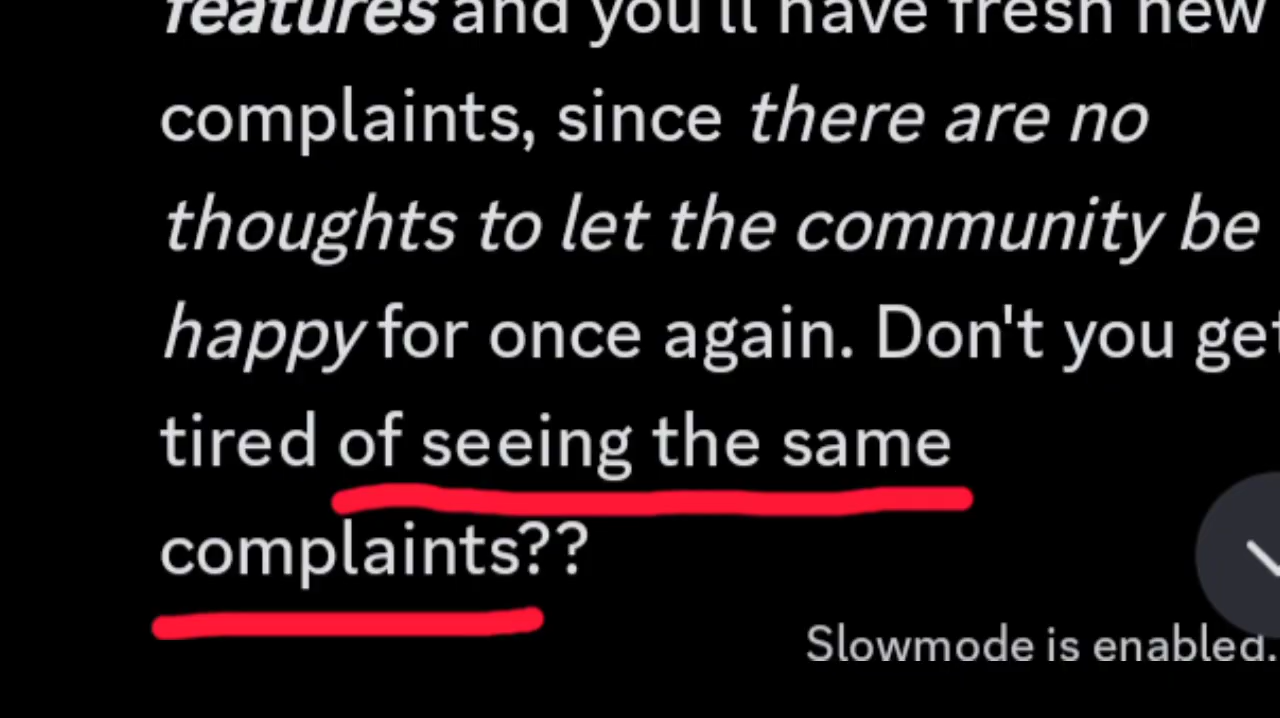 features and you'll have fresh new
complaints, since there are no
thoughts to let the community be
happy for once again. Don't you get
tired of seeing the same
complaints??
Slowmode is enabled.